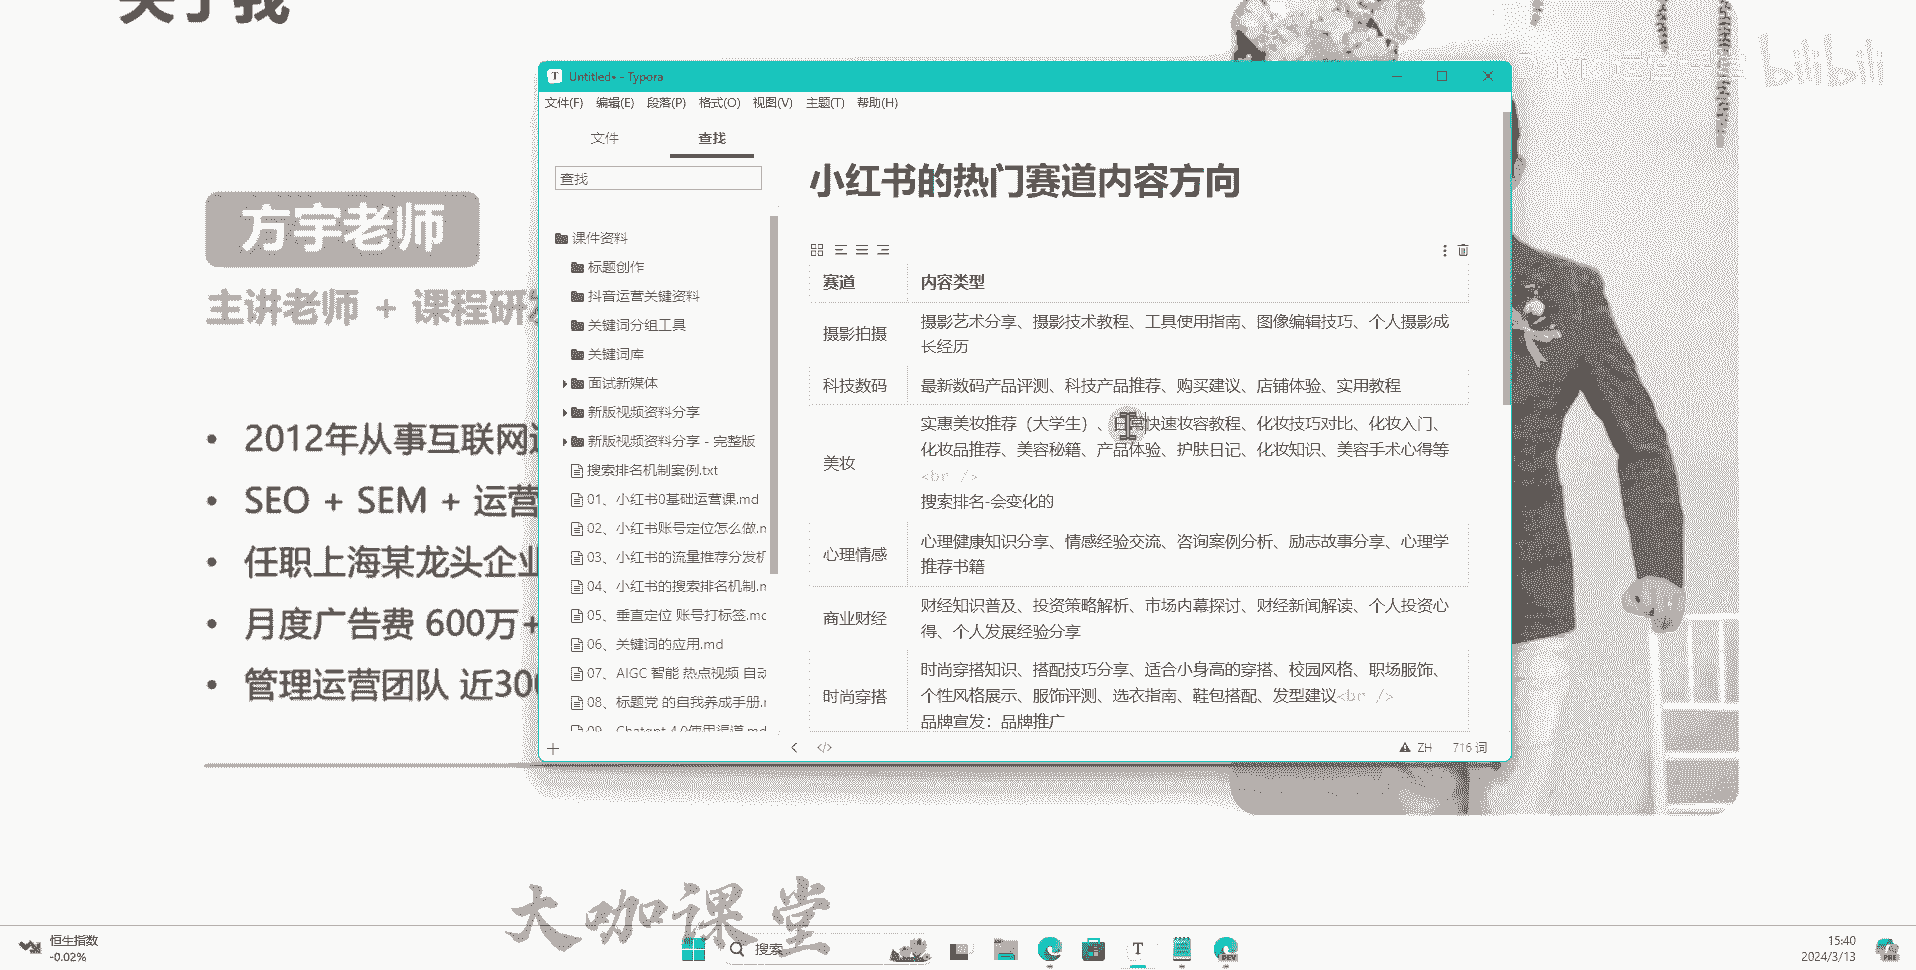 关于我
bilibili
方宇老师
主讲老师 + 课程研发
• 2012年从事互联网
• SEO + SEM + 运营
• 任职上海某龙头企业
• 月度广告费 600万+
• 管理运营团队 近300
Untitled• - Typora
文件(F) 编辑(E) 段落(P) 格式(O) 视图(V) 主题(T) 帮助(H)
文件 查找
查找
课件资料
标题创作
抖音运营关键资料
关键词分组工具
关键词库
面试新媒体
新版视频资料分享
新版视频资料分享 - 完整版
搜索排名机制案例.txt
01、小红书0基础运营课.md
02、小红书账号定位怎么做.m
03、小红书的流量推荐分发机
04、小红书的搜索排名机制.m
05、垂直定位 账号打标签.mc
06、关键词的应用.md
07、AIGC 智能 热点视频 自动
08、标题党 的自我养成手册.r
09、Chatgpt 4.0使用渠道.md
小红书的热门赛道内容方向
赛道 内容类型
摄影拍摄 摄影艺术分享、摄影技术教程、工具使用指南、图像编辑技巧、个人摄影成
长经历
科技数码 最新数码产品评测、科技产品推荐、购买建议、店铺体验、实用教程
美妆 实惠美妆推荐（大学生）、日常快速妆容教程、化妆技巧对比、化妆入门、
化妆品推荐、美容秘籍、产品体验、护肤日记、化妆知识、美容手术心得等
<br />
搜索排名-会变化的
心理情感 心理健康知识分享、情感经验交流、咨询案例分析、励志故事分享、心理学
推荐书籍
商业财经 财经知识普及、投资策略解析、市场内幕探讨、财经新闻解读、个人投资心
得、个人发展经验分享
时尚穿搭 时尚穿搭知识、搭配技巧分享、适合小身高的穿搭、校园风格、职场服饰、
个性风格展示、服饰评测、选衣指南、鞋包搭配、发型建议<br />
品牌宣发：品牌推广
ZH 716 词
大咖课堂
恒生指数
-0.02%
搜索
DEV
15:40
2024/3/13
PRE